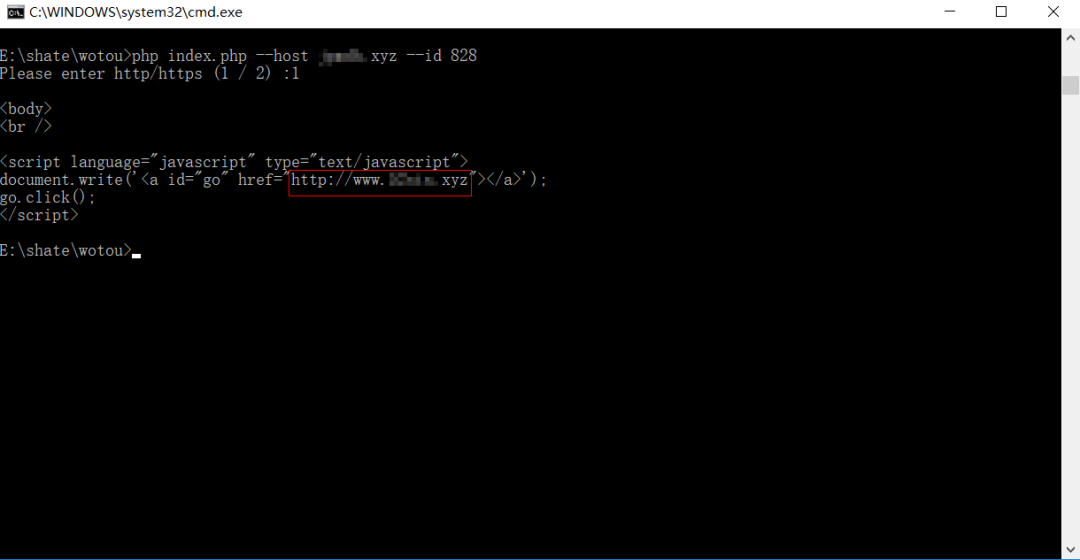 C:\WINDOWS\system32\cmd.exe
E:\shate\wotou>php index.php --host .xyz --id 828
Please enter http/https (1 / 2) :1
<body>
<br />
<script language="javascript" type="text/javascript">
document.write('<a id="go" href="http://www. .xyz"></a>');
go.click();
</script>
E:\shate\wotou>